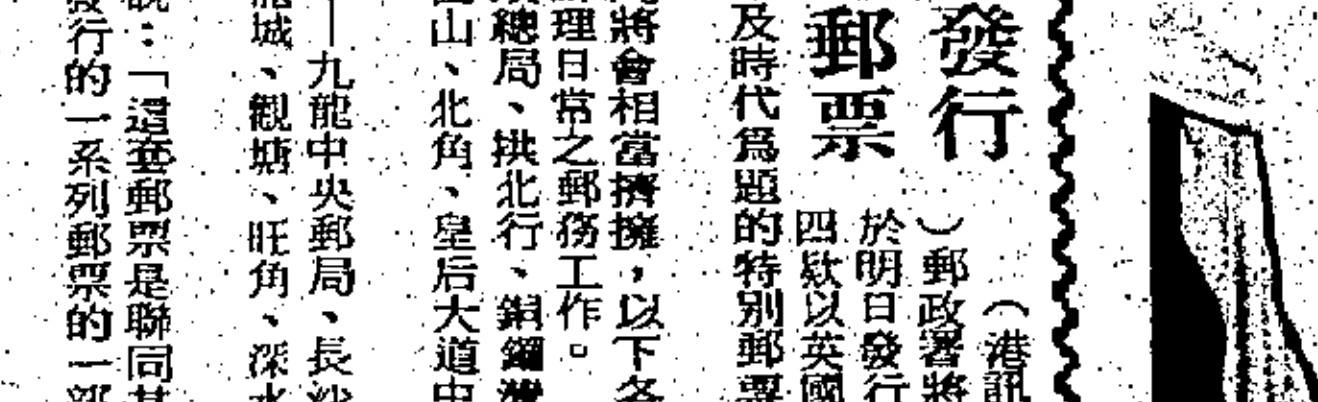 發行
郵票
（港訊
）郵政署將
於明日發行
四欵以英國
及時代爲題的特別郵票
將會相當擠擁，以下各
理日常之郵務工作。
總局、拱北行、銅鑼灣
山、北角、皇后大道中
九龍中央郵局、長沙
城、觀塘、旺角、深水
：「這套郵票是聯同其
發行的一系列郵票的一部